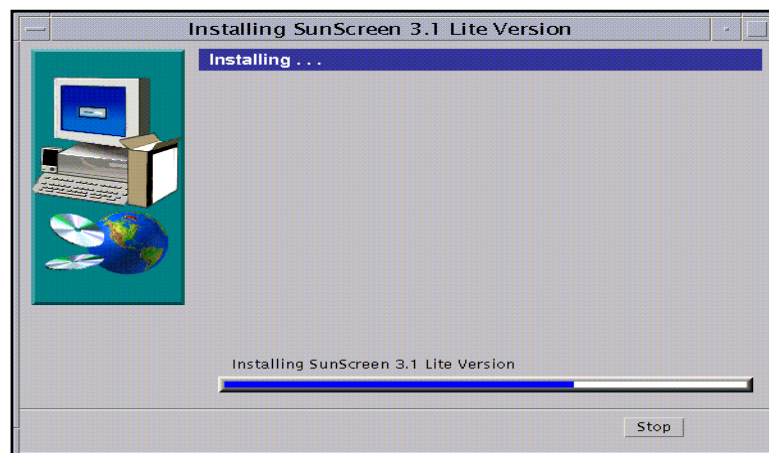 Installing SunScreen 3.1 Lite Version
Installing . . .
Installing SunScreen 3.1 Lite Version
Stop